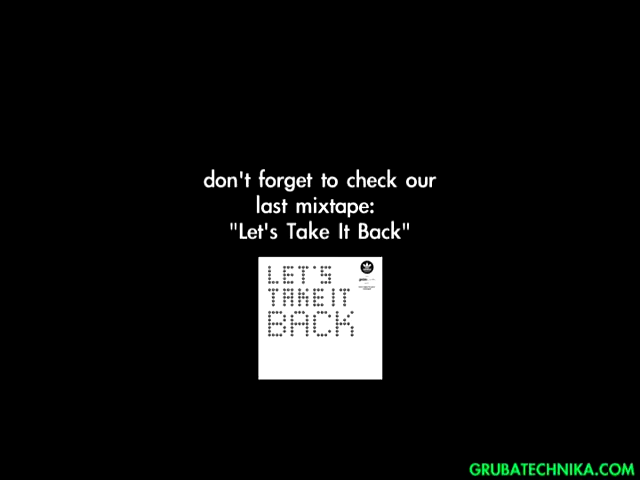 don't forget to check our
last mixtape:
"Let's Take It Back"
LET'S
TAKE IT
BACK
GRUBATECHNIKA.COM